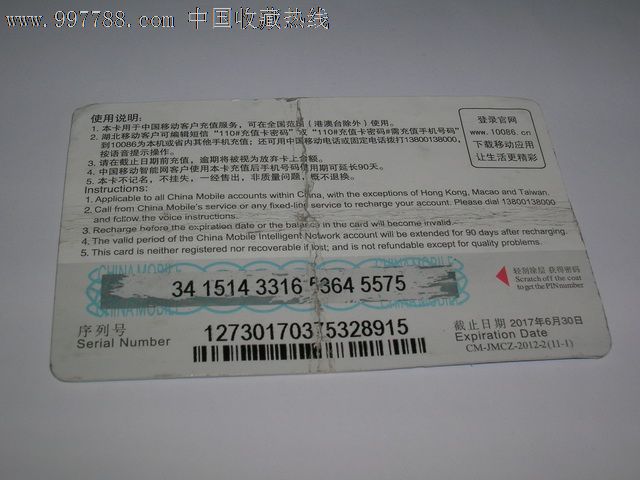 www.997788.com 中国收藏热线
使用说明:
1. 本卡用于中国移动客户充值服务,可在全国范围(港澳台除外)使用。
2. 湖北移动客户可编辑短信“110#充值卡密码”或“110#充值卡密码#需充值手机号码”
到10086为本机或省内其他手机充值;还可用中国移动电话或固定电话拨打13800138000,
按语音提示操作。
3. 请在截止日期前充值,逾期将被视为放弃卡上金额。
4. 中国移动智能网客户使用本卡充值后手机号码使用期可延长90天。
5. 本卡不记名,不挂失,一经售出,非质量问题,概不退换。
登录官网
www.10086.cn
下载移动应用
让生活更精彩
Instructions:
1. Applicable to all China Mobile accounts within China, with the exceptions of Hong Kong, Macao and Taiwan.
2. Call from China Mobile's service or any fixed-line service to recharge your account. Please dial 13800138000
and follow the voice instructions.
3. Recharge before the expiration date or the balance in the card will become invalid.
4. The valid period of the China Mobile Intelligent Network account will be extended for 90 days after recharging.
5. This card is neither registered nor recoverable if lost; and is not refundable except for quality problems.
CHINA MOBILE CHINA MOBILE
34 1514 3316 5364 5575
CHINA MOBILE CHINA MOBILE
轻刮涂层 获得密码
Scratch off the coat
to get the PIN number
序列号
Serial Number
12730170375328915
截止日期 2017年6月30日
Expiration Date
CM-JMCZ-2012-2(11-1)